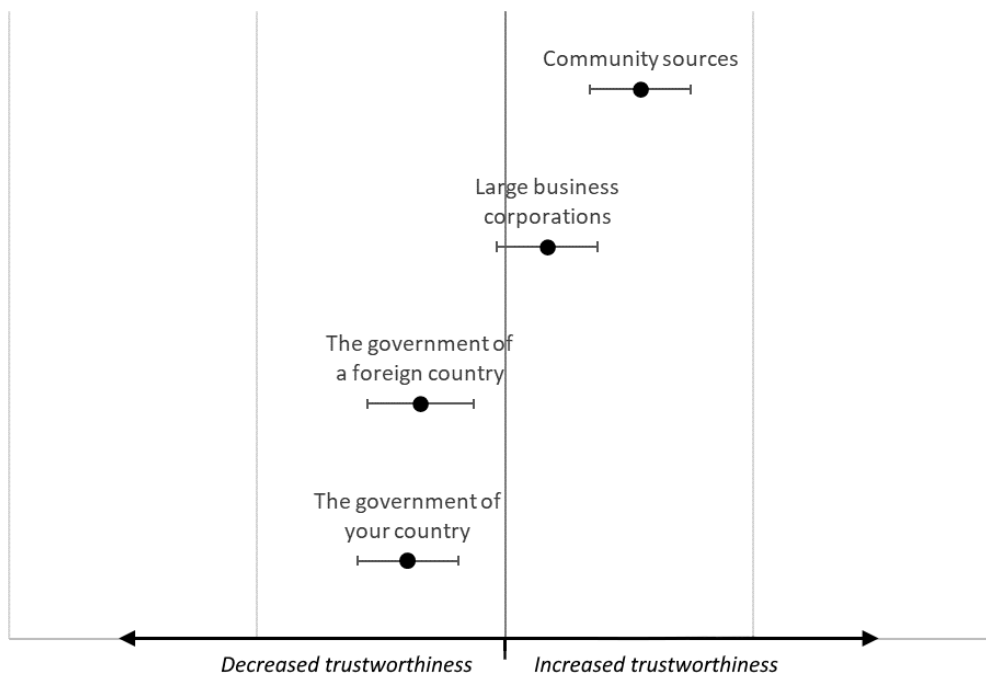 Community sources
Large business
corporations
The government of
a foreign country
The government of
your country
Decreased trustworthiness
Increased trustworthiness